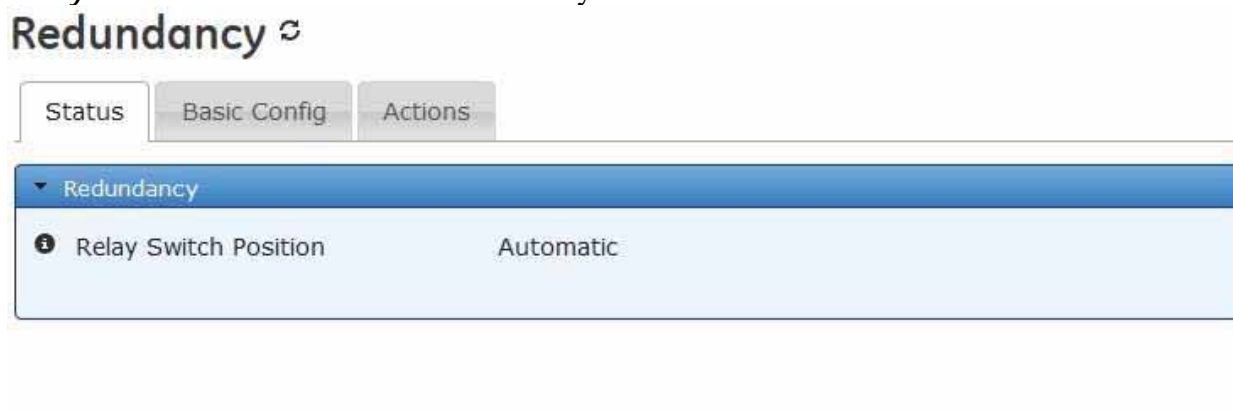 Redundancy
Status Basic Config Actions
Redundancy
Relay Switch Position Automatic